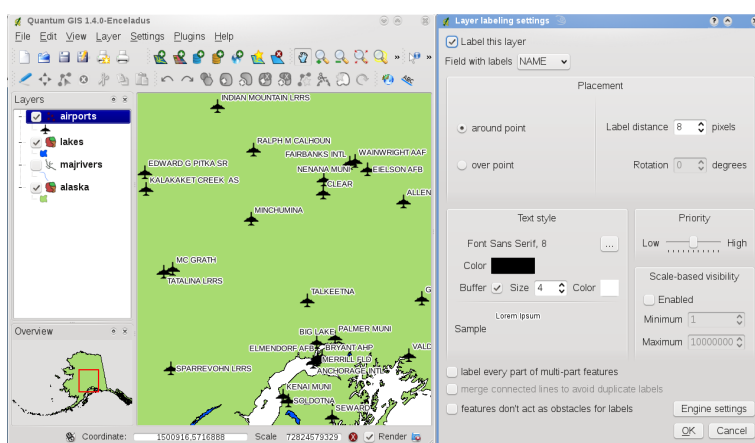 Quantum GIS 1.4.0-Enceladus
File Edit View Layer Settings Plugins Help
Layers
airports
lakes
majrivers
alaska
Overview
INDIAN MOUNTAIN LRRS
RALPH M CALHOUN
FAIRBANKS INTL
WAINWRIGHT AAF
EDWARD G PITKA SR
NENANA MUNI
EIELSON AFB
KALAKAKET CREEK AS
CLEAR
ALLEN
MINCHUMINA
MC GRATH
TATALINA LRRS
TALKEETNA
G
BIG LAKE
PALMER MUNI
ELMENDORF AFB
BRYANT AHP
VALD
MERRILL FLD
SPARREVOHN LRRS
ANCHORAGE INTL
KENAI MUNI
SOLDOTNA
SEWARD
Coordinate: 1500916,5716888 Scale 72824579329 Render
Layer labeling settings
Label this layer
Field with labels NAME
Placement
around point
Label distance 8 pixels
over point
Rotation 0 degrees
Text style
Font Sans Serif, 8 ...
Color
Buffer Size 4 Color
Lorem Ipsum
Sample
Priority
Low High
Scale-based visibility
Enabled
Minimum 1
Maximum 10000000
label every part of multi-part features
merge connected lines to avoid duplicate labels
features don't act as obstacles for labels
Engine settings
OK Cancel